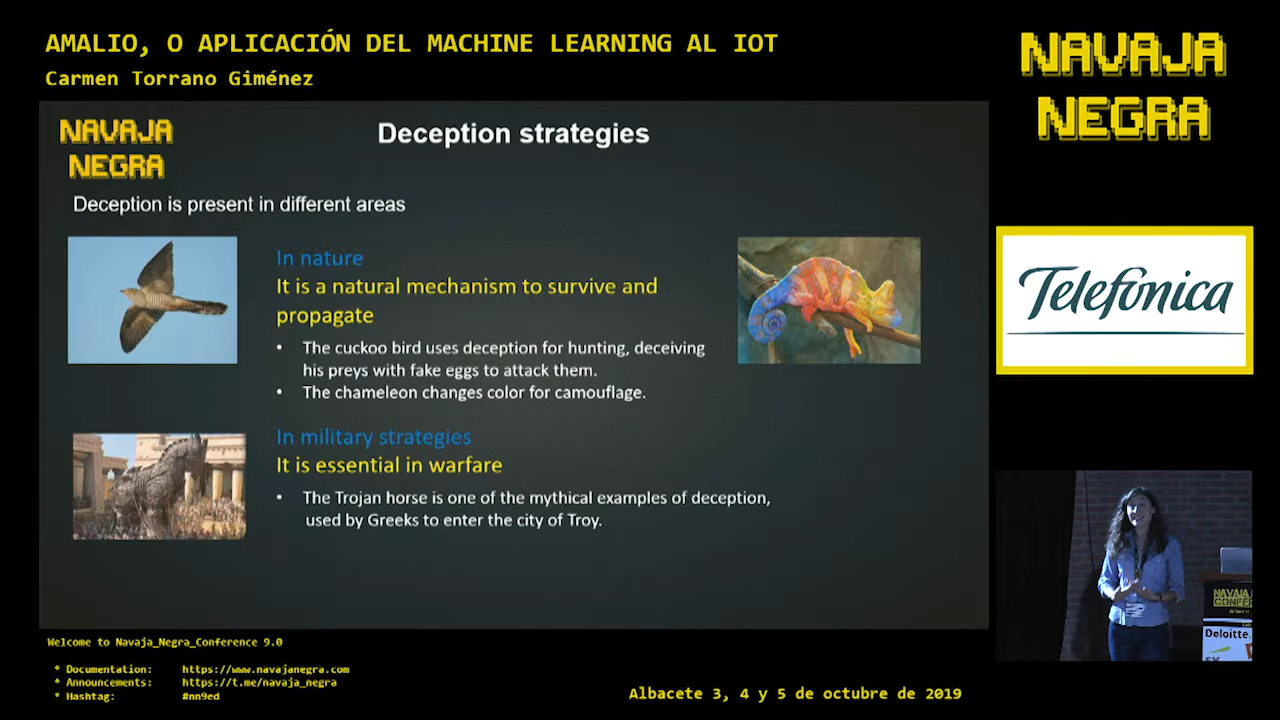 AMALIO, O APLICACIÓN DEL MACHINE LEARNING AL IOT
Carmen Torrano Giménez
NAVAJA
NEGRA
NAVAJA
NEGRA
Deception strategies
Deception is present in different areas
In nature
It is a natural mechanism to survive and
propagate
• The cuckoo bird uses deception for hunting, deceiving
his preys with fake eggs to attack them.
• The chameleon changes color for camouflage.
In military strategies
It is essential in warfare
• The Trojan horse is one of the mythical examples of deception,
used by Greeks to enter the city of Troy.
Telefónica
NAVAJA
CONFE
Deloitte.
EY
Welcome to Navaja_Negra_Conference 9.0
* Documentation: https://www.navajanegra.com
* Announcements: https://t.me/navaja_negra
* Hashtag: #nn9ed
Albacete 3, 4 y 5 de octubre de 2019